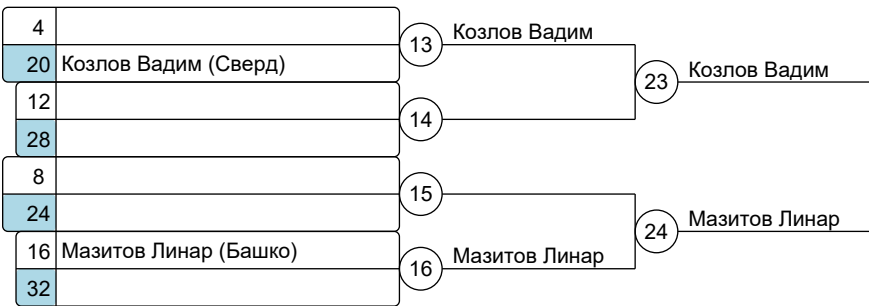 4
13 Козлов Вадим
20 Козлов Вадим (Сверд)
23 Козлов Вадим
12
14
28
8
15
24
24 Мазитов Линар
16 Мазитов Линар (Башко)
16 Мазитов Линар
32